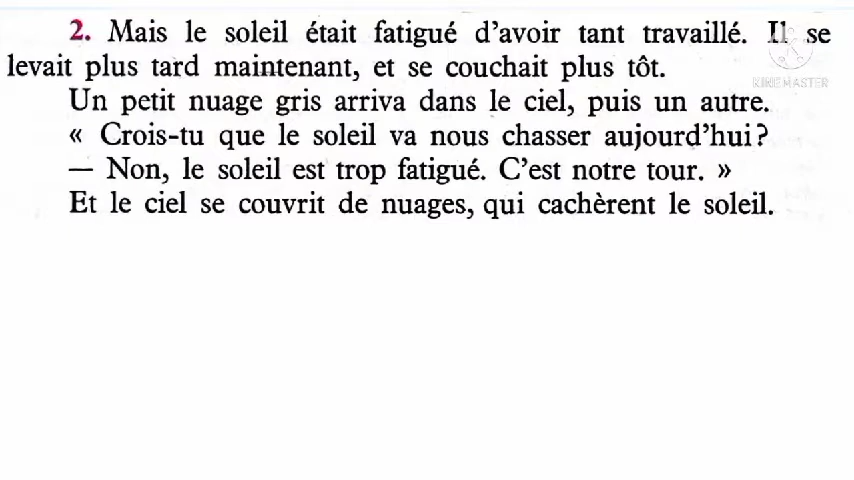 2. Mais le soleil était fatigué d'avoir tant travaillé. Il se
levait plus tard maintenant, et se couchait plus tôt.
KINEMASTER
Un petit nuage gris arriva dans le ciel, puis un autre.
« Crois-tu que le soleil va nous chasser aujourd'hui?
— Non, le soleil est trop fatigué. C'est notre tour. »
Et le ciel se couvrit de nuages, qui cachèrent le soleil.